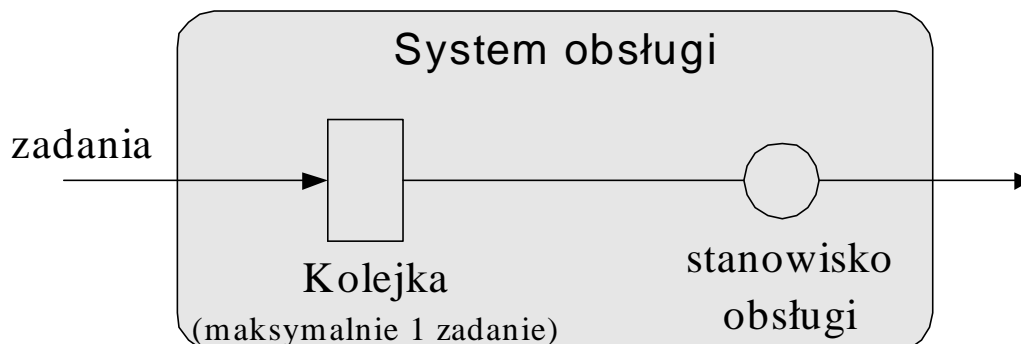 System obsługi
zadania
Kolejka
(maksymalnie 1 zadanie)
stanowisko
obsługi